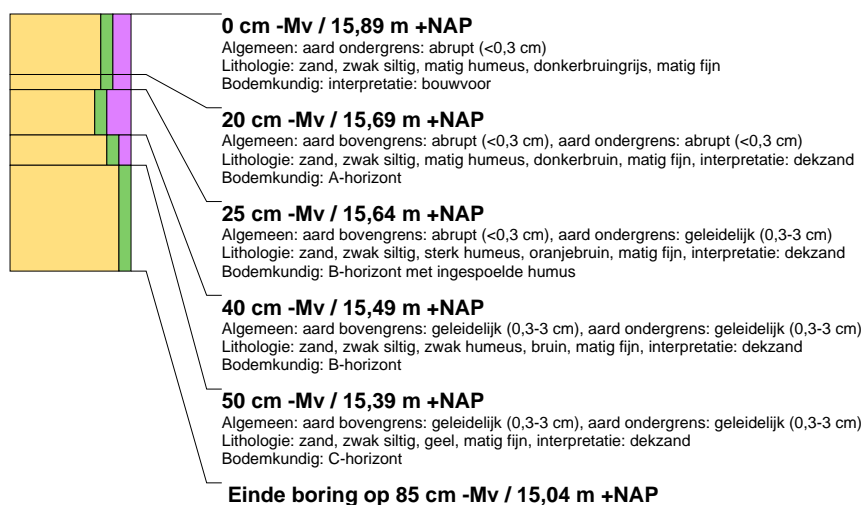 0 cm -Mv / 15,89 m +NAP
Algemeen: aard ondergrens: abrupt (<0,3 cm)
Lithologie: zand, zwak siltig, matig humeus, donkerbruingrijs, matig fijn
Bodemkundig: interpretatie: bouwvoor
20 cm -Mv / 15,69 m +NAP
Algemeen: aard bovengrens: abrupt (<0,3 cm), aard ondergrens: abrupt (<0,3 cm)
Lithologie: zand, zwak siltig, matig humeus, donkerbruin, matig fijn, interpretatie: dekzand
Bodemkundig: A-horizont
25 cm -Mv / 15,64 m +NAP
Algemeen: aard bovengrens: abrupt (<0,3 cm), aard ondergrens: geleidelijk (0,3-3 cm)
Lithologie: zand, zwak siltig, sterk humeus, oranjebruin, matig fijn, interpretatie: dekzand
Bodemkundig: B-horizont met ingespoelde humus
40 cm -Mv / 15,49 m +NAP
Algemeen: aard bovengrens: geleidelijk (0,3-3 cm), aard ondergrens: geleidelijk (0,3-3 cm)
Lithologie: zand, zwak siltig, zwak humeus, bruin, matig fijn, interpretatie: dekzand
Bodemkundig: B-horizont
50 cm -Mv / 15,39 m +NAP
Algemeen: aard bovengrens: geleidelijk (0,3-3 cm), aard ondergrens: geleidelijk (0,3-3 cm)
Lithologie: zand, zwak siltig, geel, matig fijn, interpretatie: dekzand
Bodemkundig: C-horizont
Einde boring op 85 cm -Mv / 15,04 m +NAP